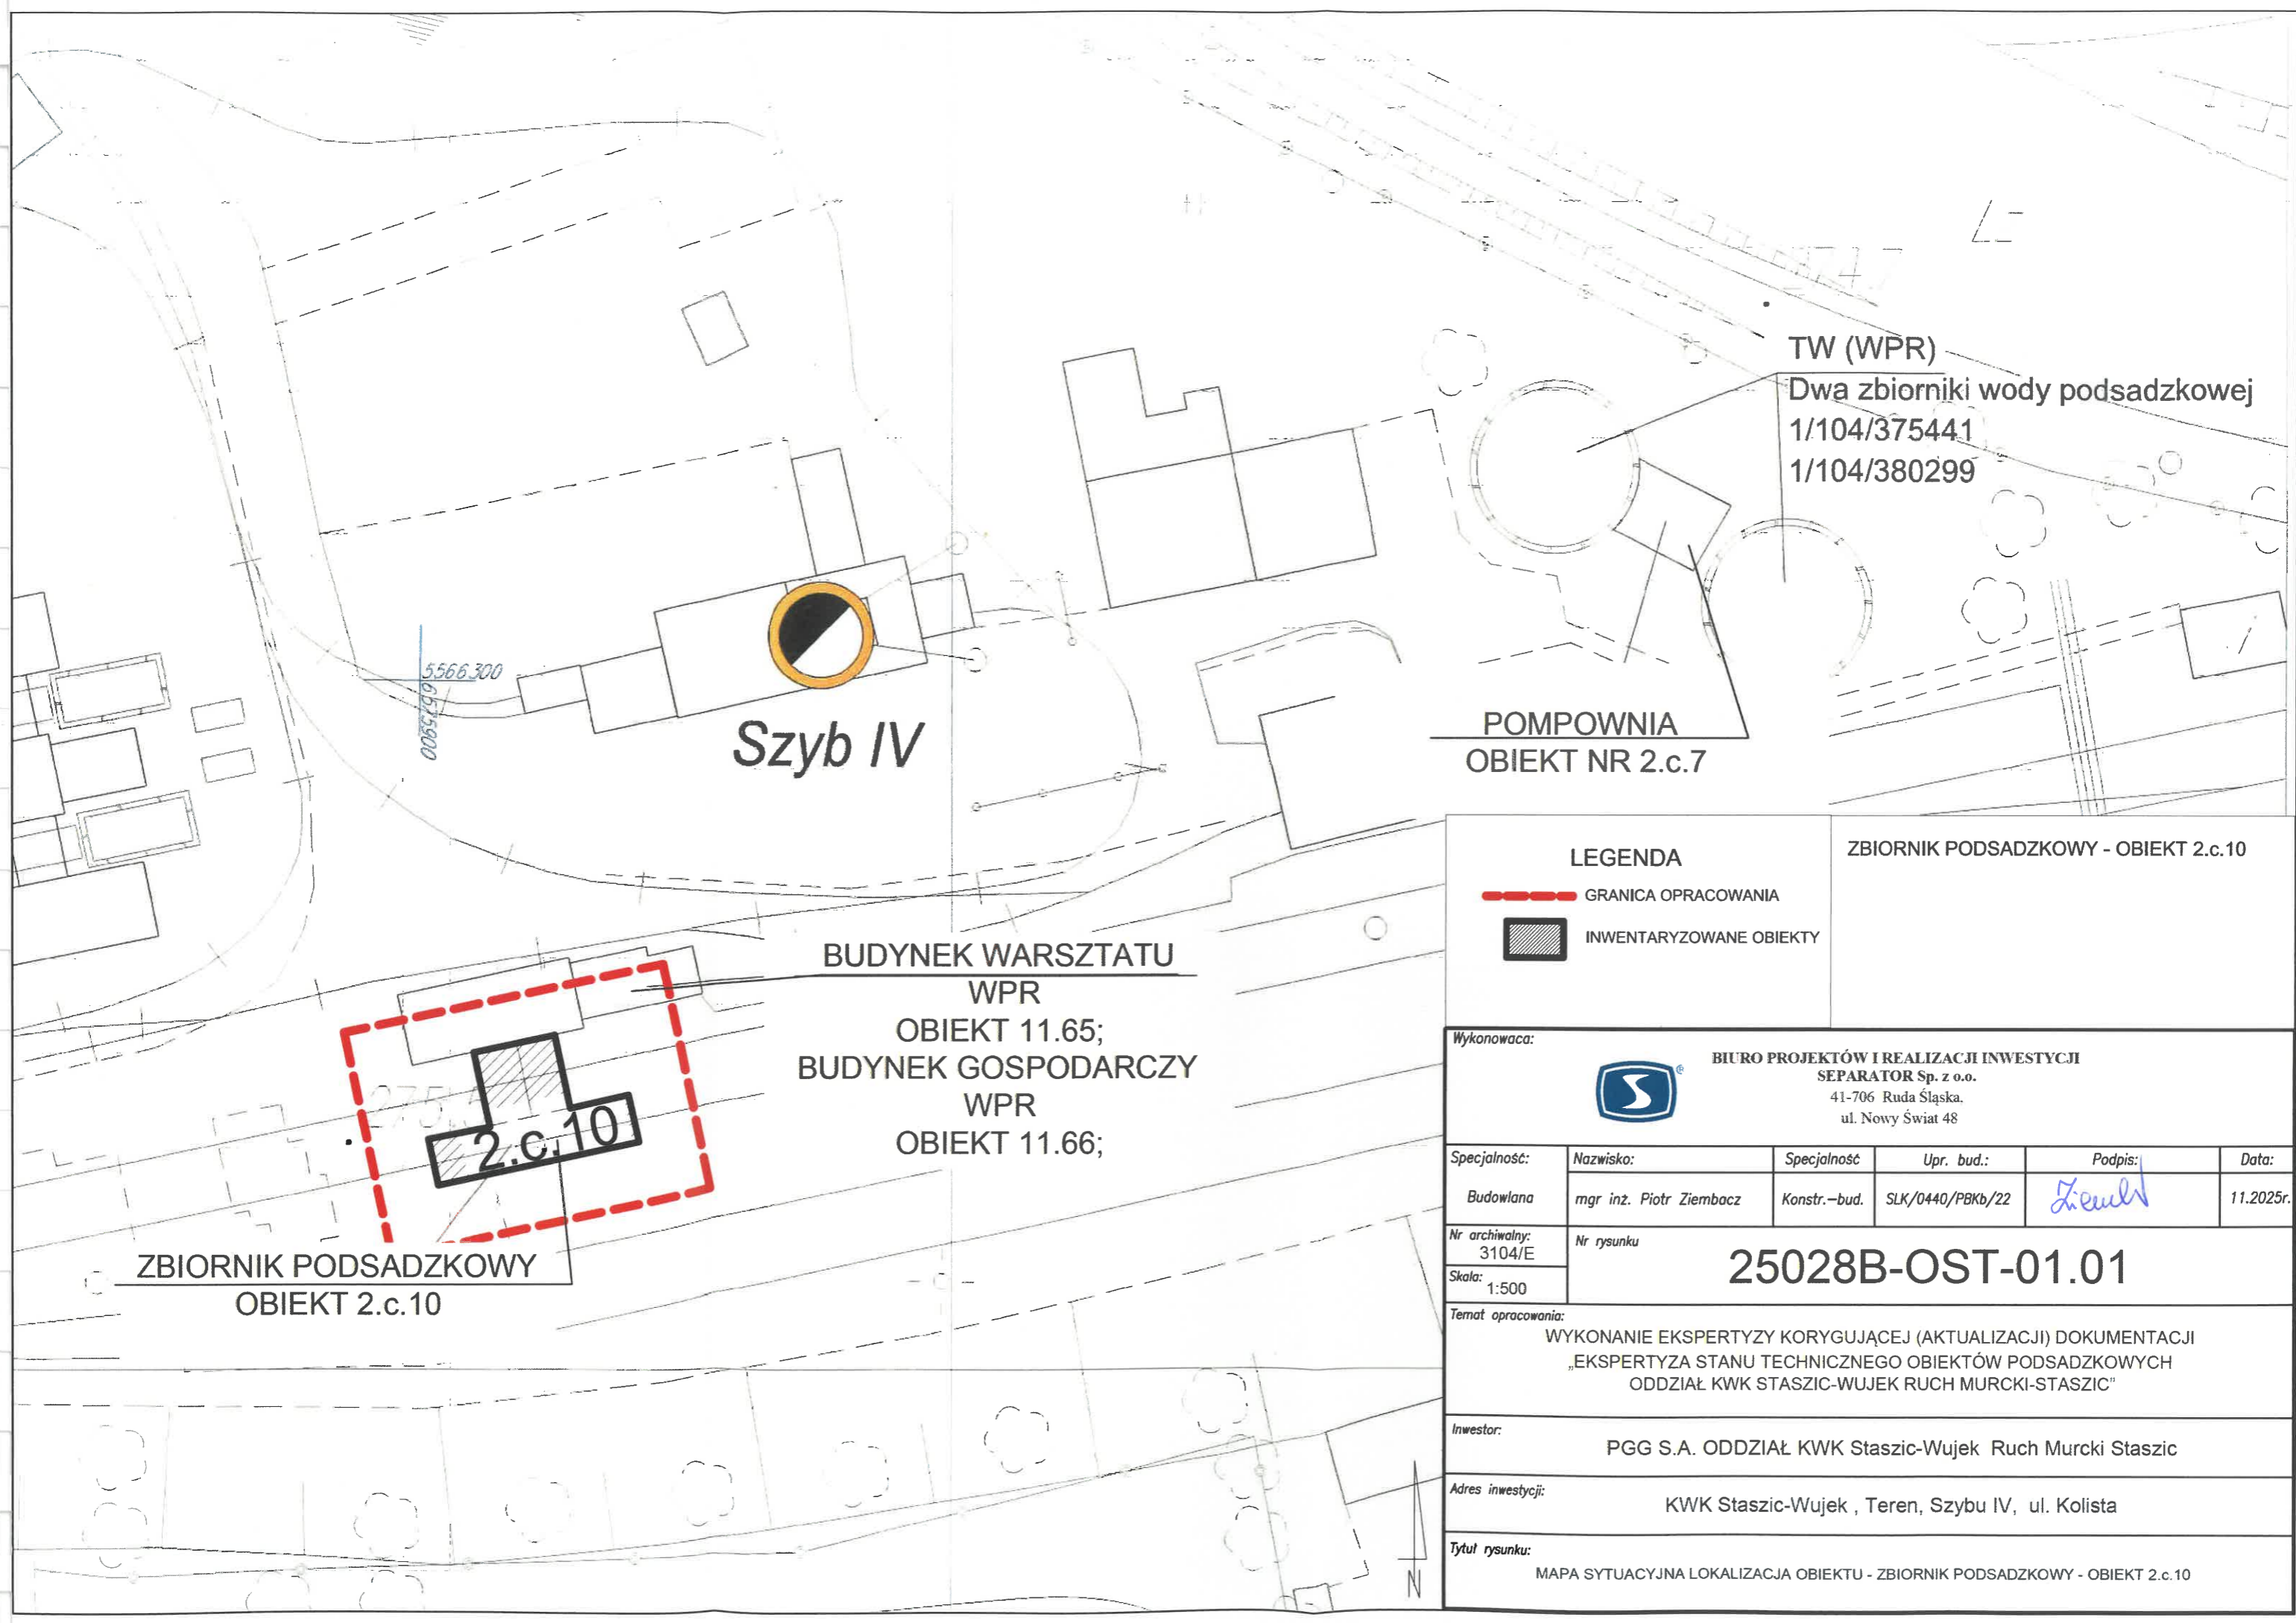 TW (WPR)
Dwa zbiorniki wody podsadzkowej
1/104/375441
1/104/380299
5566300
6575900
Szyb IV
POMPOWNIA
OBIEKT NR 2.c.7
BUDYNEK WARSZTATU
WPR
OBIEKT 11.65;
BUDYNEK GOSPODARCZY
WPR
OBIEKT 11.66;
2.c.10
ZBIORNIK PODSADZKOWY
OBIEKT 2.c.10
LEGENDA
GRANICA OPRACOWANIA
INWENTARYZOWANE OBIEKTY
ZBIORNIK PODSADZKOWY - OBIEKT 2.c.10
Wykonowaca:
BIURO PROJEKTÓW I REALIZACJI INWESTYCJI
SEPARATOR Sp. z o.o.
41-706 Ruda Śląska.
ul. Nowy Świat 48
Specjalność: Nazwisko: Specjalność Upr. bud.: Podpis: Data:
Budowlana mgr inż. Piotr Ziembacz Konstr.-bud. SLK/0440/PBKb/22 11.2025r.
Nr archiwalny:
3104/E
Nr rysunku
25028B-OST-01.01
Skala:
1:500
Temat opracowania:
WYKONANIE EKSPERTYZY KORYGUJĄCEJ (AKTUALIZACJI) DOKUMENTACJI
„EKSPERTYZA STANU TECHNICZNEGO OBIEKTÓW PODSADZKOWYCH
ODDZIAŁ KWK STASZIC-WUJEK RUCH MURCKI-STASZIC"
Inwestor:
PGG S.A. ODDZIAŁ KWK Staszic-Wujek Ruch Murcki Staszic
Adres inwestycji:
KWK Staszic-Wujek , Teren, Szybu IV, ul. Kolista
Tytuł rysunku:
MAPA SYTUACYJNA LOKALIZACJA OBIEKTU - ZBIORNIK PODSADZKOWY - OBIEKT 2.c.10
N